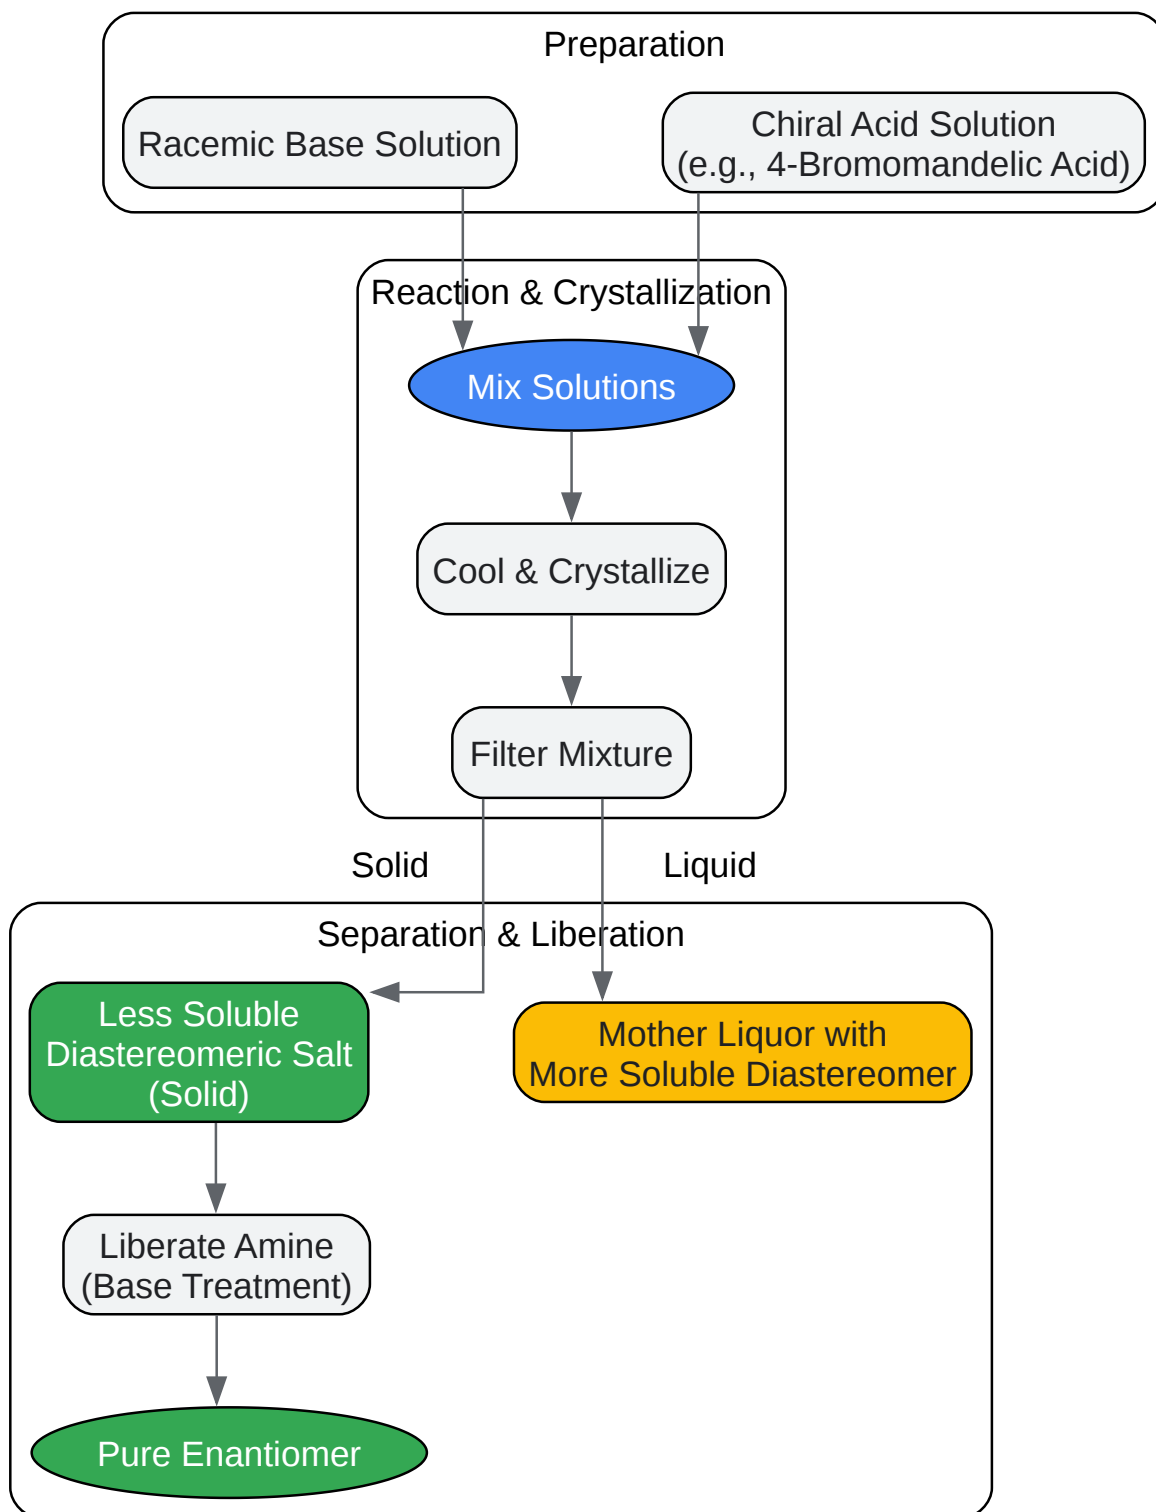 Preparation
Racemic Base Solution
Chiral Acid Solution
(e.g., 4-Bromomandelic Acid)
Reaction & Crystallization
Mix Solutions
Cool & Crystallize
Filter Mixture
Solid
Liquid
Separation & Liberation
Less Soluble
Diastereomeric Salt
(Solid)
Mother Liquor with
More Soluble Diastereomer
Liberate Amine
(Base Treatment)
Pure Enantiomer